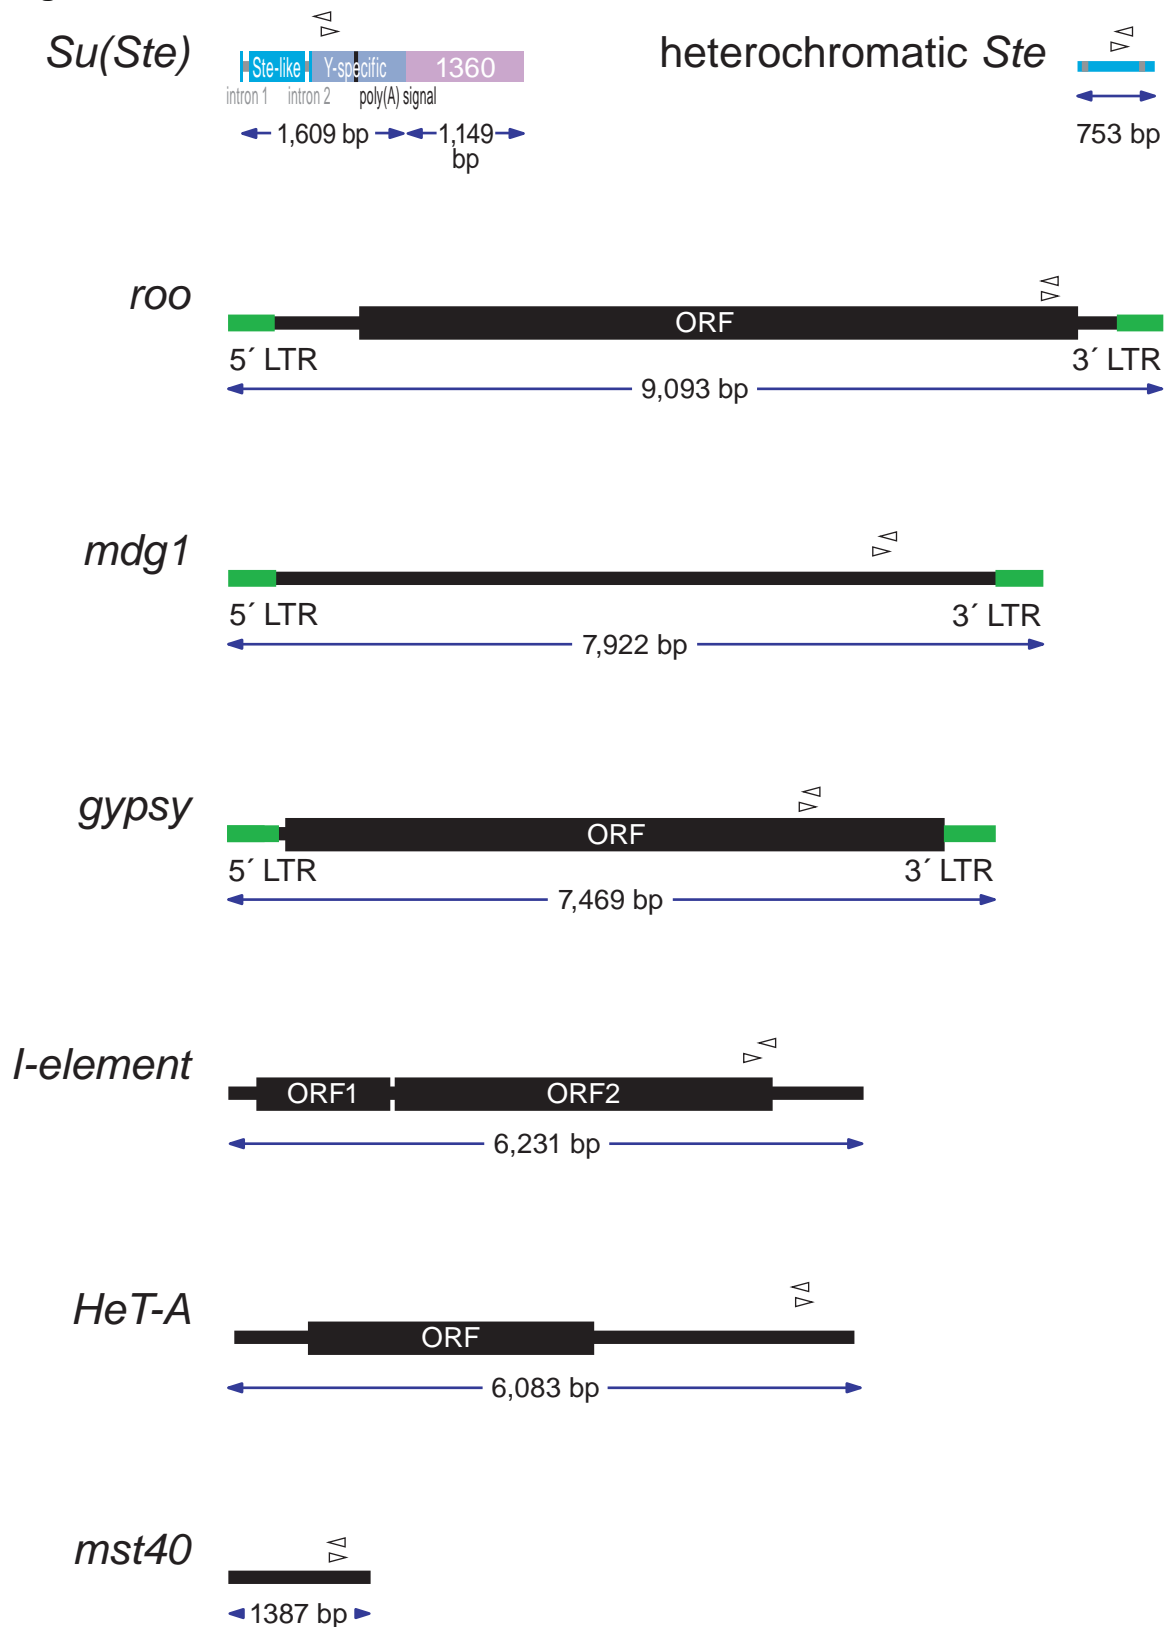 Su(Ste)
heterochromatic Ste
Ste-like Y-specific 1360
intron 1 intron 2 poly(A) signal
1,609 bp 1,149
bp
753 bp
roo
ORF
5´ LTR 3´ LTR
9,093 bp
mdg1
5´ LTR 3´ LTR
7,922 bp
gypsy
ORF
5´ LTR 3´ LTR
7,469 bp
I-element
ORF1 ORF2
6,231 bp
HeT-A
ORF
6,083 bp
mst40
1387 bp